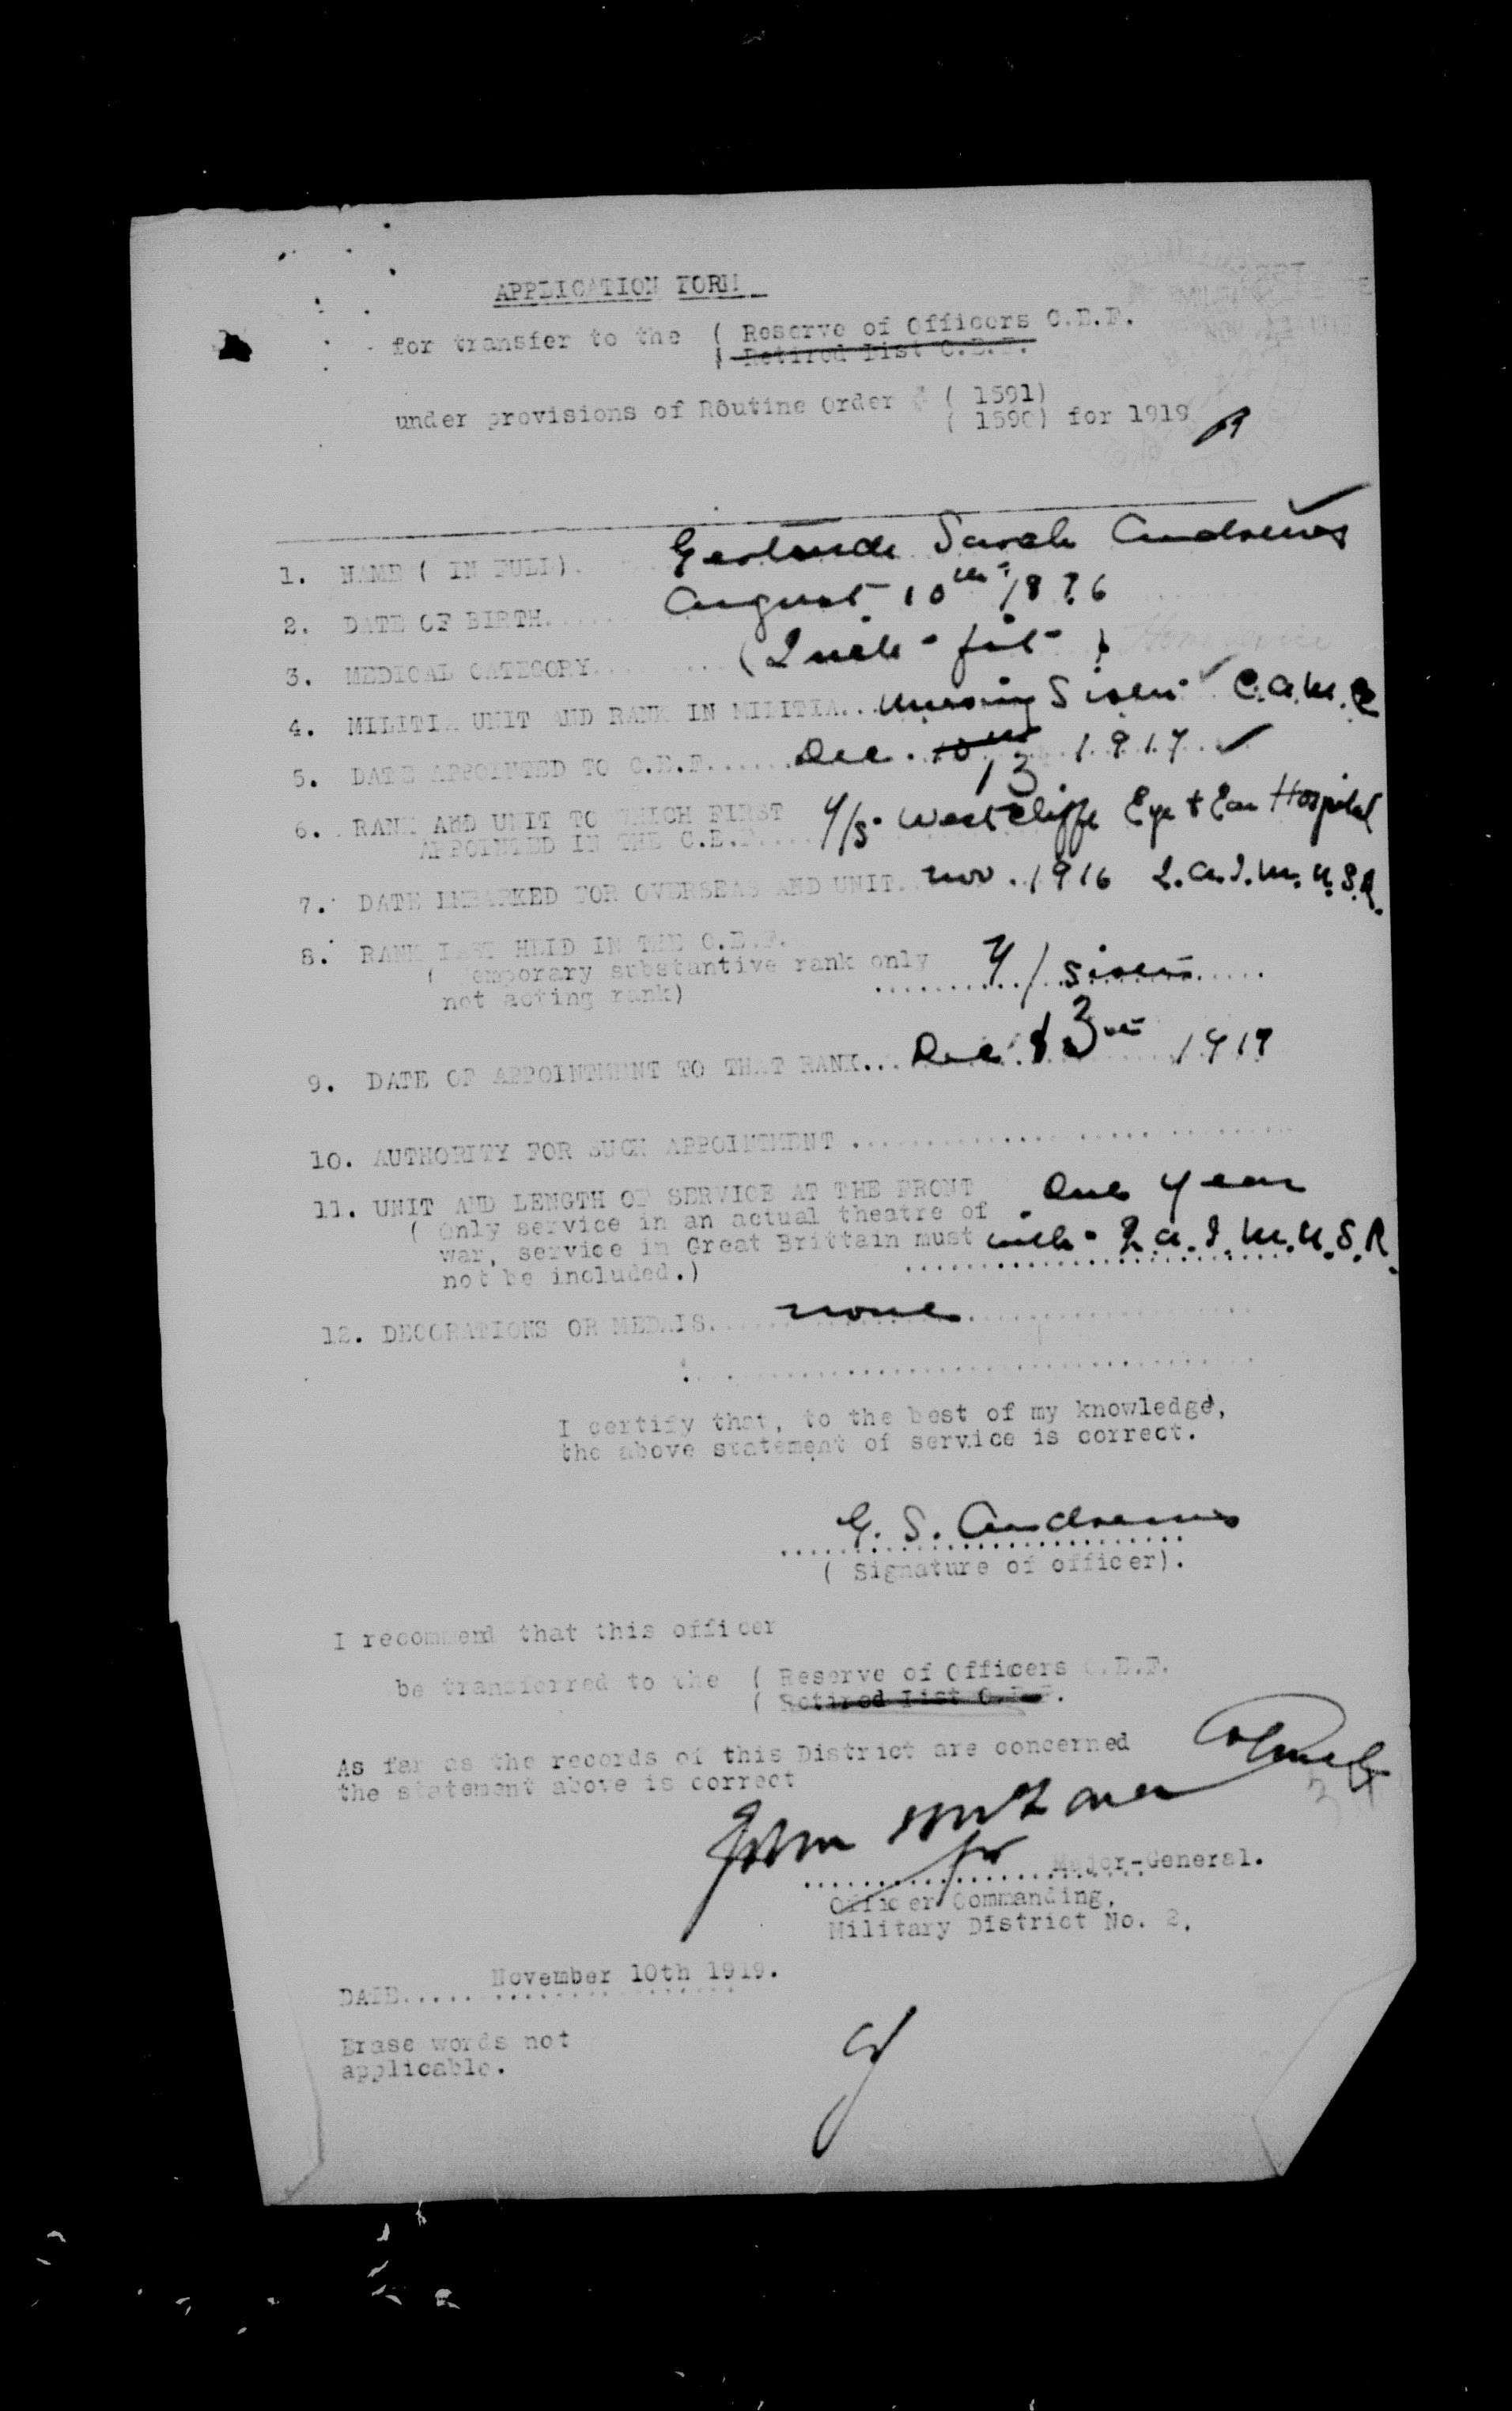 APPLICATION FORM
for transfer to the ( Reserve of Officers C.E.F.
( Retired List C.E.F.
under provisions of Routine Order ( 1591)
( 1590) for 1919
1. NAME ( IN FULL). Gertrude Sarah Andrews
2. DATE OF BIRTH..... August 10th 1876
3. MEDICAL CATEGORY......... ( fit ) Home Service
4. MILITIA UNIT AND RANK IN MILITIA.. Nursing Sister C.A.M.C
5. DATE APPOINTED TO C.E.F...... Dec. 10th 13 1917
6. RANK AND UNIT TO WHICH FIRST
APPOINTED IN THE C.E.F.... N/S Westcliffe Eye + Ear Hospital
7. DATE EMBARKED FOR OVERSEAS AND UNIT. Nov. 1916 Q.A.I.M.N.S.R.
8. RANK LAST HELD IN THE C.E.F.
( Temporary substantive rank only
not acting rank) N/Sister
9. DATE OF APPOINTMENT TO THAT RANK... Dec. 13 1917
10. AUTHORITY FOR SUCH APPOINTMENT ....................
11. UNIT AND LENGTH OF SERVICE AT THE FRONT One year
( Only service in an actual theatre of
war, service in Great Brittain must with Q.A.I.M.N.S.R.
not be included.)
12. DECORATIONS OR MEDALS. none
I certify that, to the best of my knowledge,
the above statement of service is correct.
G. S. Andrews
( Signature of officer).
I recommend that this officer
be transferred to the ( Reserve of Officers C.E.F.
( Retired List C.E.F.
As far as the records of this District are concerned
the statement above is correct
Colonel
for Major-General.
Officer Commanding,
Military District No. 2.
DATE..... November 10th 1919.
Erase words not
applicable.